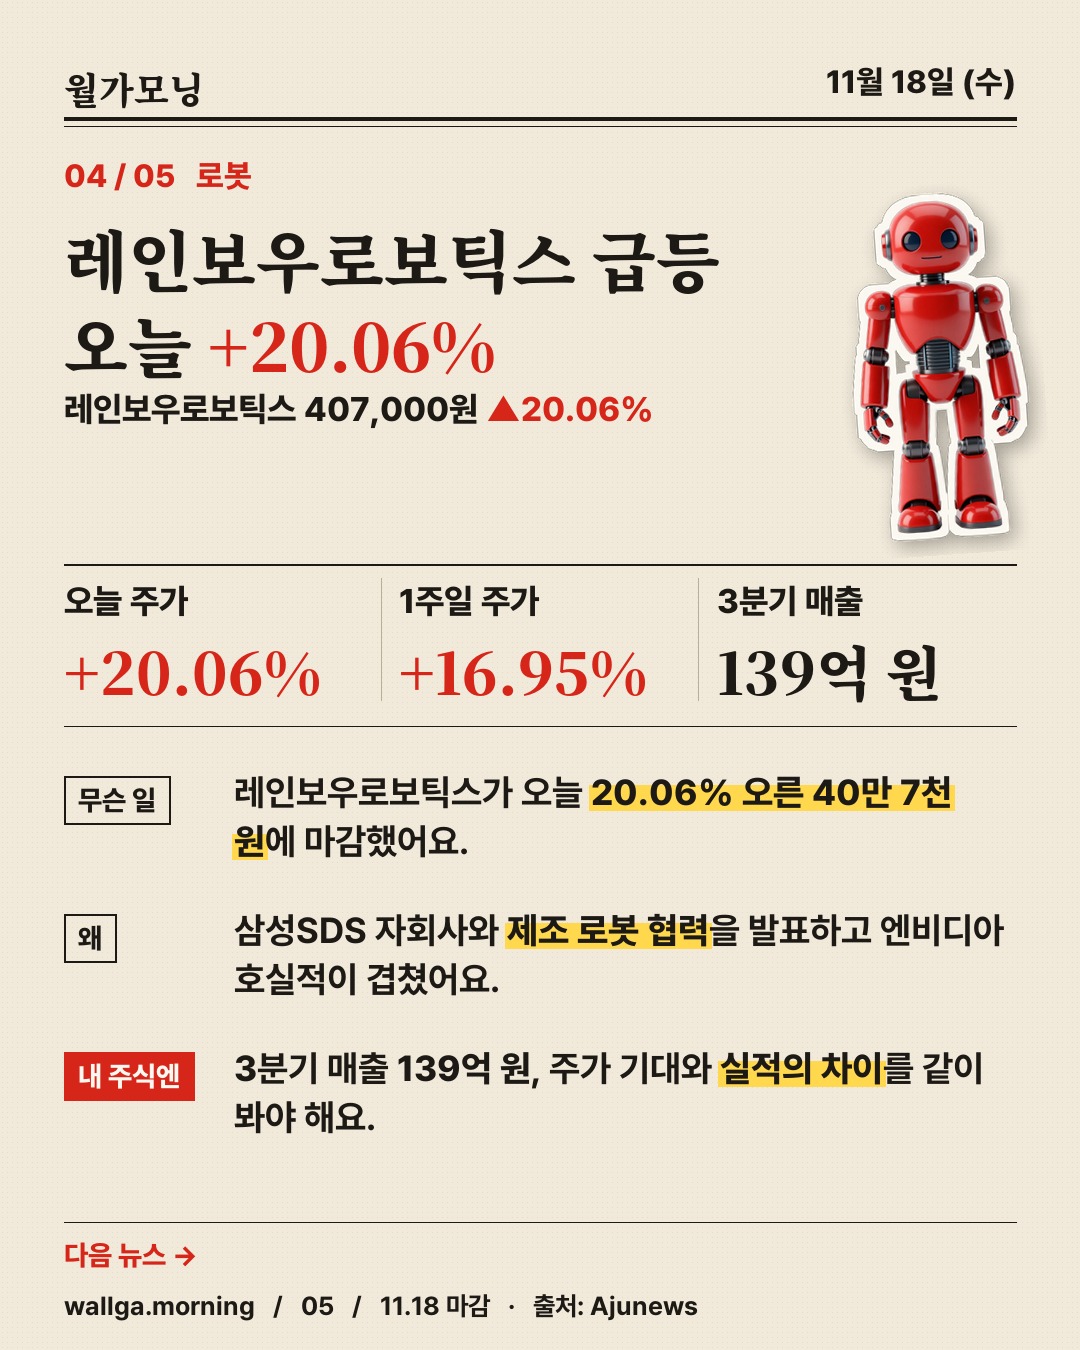 월가모닝
11월 18일 (수)
04 / 05 로봇
레인보우로보틱스 급등
오늘 +20.06%
레인보우로보틱스 407,000원 ▲20.06%
오늘 주가
+20.06%
1주일 주가
+16.95%
3분기 매출
139억 원
무슨 일
레인보우로보틱스가 오늘 20.06% 오른 40만 7천
원에 마감했어요.
왜
삼성SDS 자회사와 제조 로봇 협력을 발표하고 엔비디아
호실적이 겹쳤어요.
내 주식엔
3분기 매출 139억 원, 주가 기대와 실적의 차이를 같이
봐야 해요.
다음 뉴스 →
wallga.morning / 05 / 11.18 마감 · 출처: Ajunews